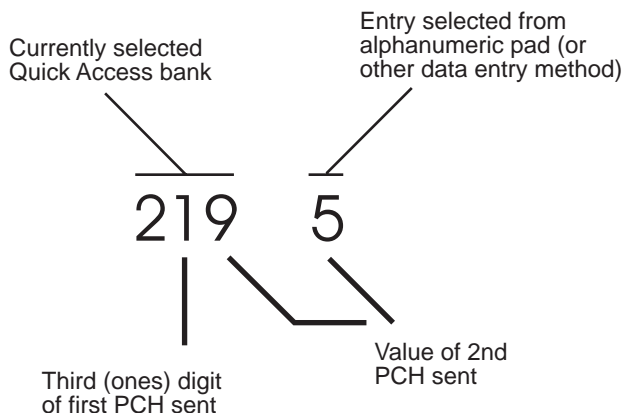 Currently selected
Quick Access bank
Entry selected from
alphanumeric pad (or
other data entry method)
219 5
Third (ones) digit
of first PCH sent
Value of 2nd
PCH sent